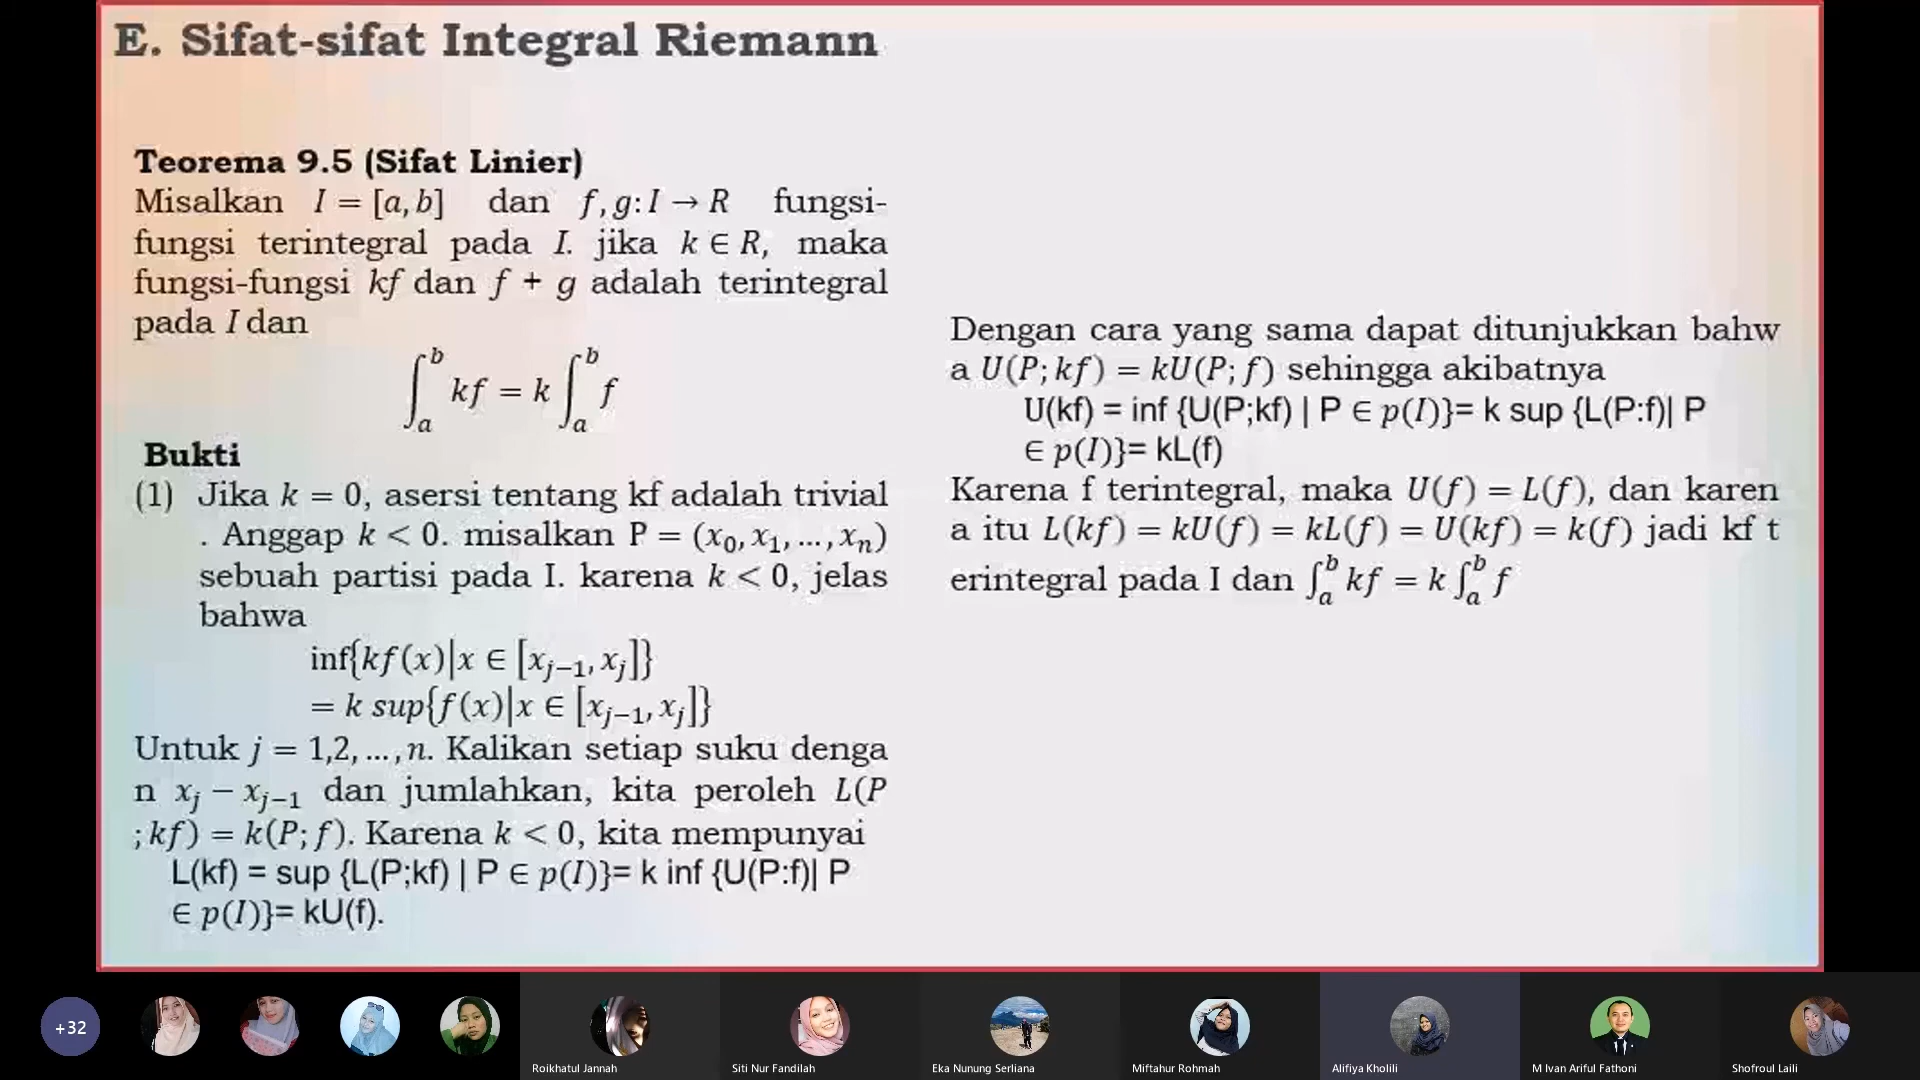 E. Sifat-sifat Integral Riemann
Teorema 9.5 (Sifat Linier)
Misalkan I = [a, b] dan f, g: I → R fungsi-
fungsi terintegral pada I. jika k ∈ R, maka
fungsi-fungsi kf dan f + g adalah terintegral
pada I dan
∫_a^b kf = k ∫_a^b f
Bukti
(1) Jika k = 0, asersi tentang kf adalah trivial
. Anggap k < 0. misalkan P = (x₀, x₁, ..., xₙ)
sebuah partisi pada I. karena k < 0, jelas
bahwa
inf{kf(x)|x ∈ [x_{j−1}, x_j]}
= k sup{f(x)|x ∈ [x_{j−1}, x_j]}
Untuk j = 1,2, ..., n. Kalikan setiap suku denga
n x_j − x_{j−1} dan jumlahkan, kita peroleh L(P
; kf) = k(P; f). Karena k < 0, kita mempunyai
L(kf) = sup {L(P;kf) | P ∈ p(I)}= k inf {U(P:f)| P
∈ p(I)}= kU(f).
Dengan cara yang sama dapat ditunjukkan bahw
a U(P; kf) = kU(P; f) sehingga akibatnya
U(kf) = inf {U(P;kf) | P ∈ p(I)}= k sup {L(P:f)| P
∈ p(I)}= kL(f)
Karena f terintegral, maka U(f) = L(f), dan karen
a itu L(kf) = kU(f) = kL(f) = U(kf) = k(f) jadi kf t
erintegral pada I dan ∫_a^b kf = k ∫_a^b f
+32
Roikhatul Jannah
Siti Nur Fandilah
Eka Nunung Serliana
Miftahur Rohmah
Alifiya Kholili
M Ivan Ariful Fathoni
Shofroul Laili